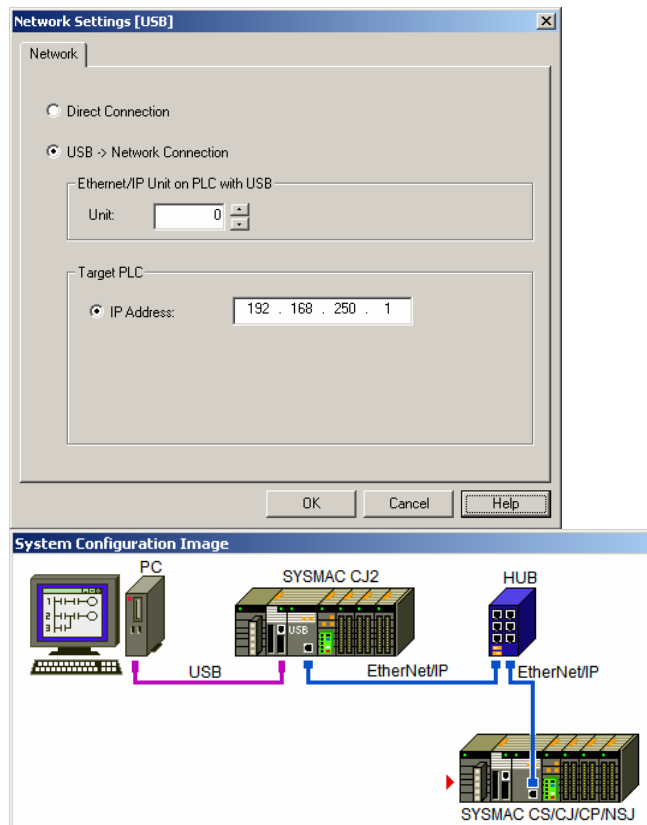 Network Settings [USB]
Network
Direct Connection
USB -> Network Connection
Ethernet/IP Unit on PLC with USB
Unit: 0
Target PLC
IP Address: 192 . 168 . 250 . 1
OK Cancel Help
System Configuration Image
PC
SYSMAC CJ2
HUB
USB
USB
EtherNet/IP
EtherNet/IP
SYSMAC CS/CJ/CP/NSJ